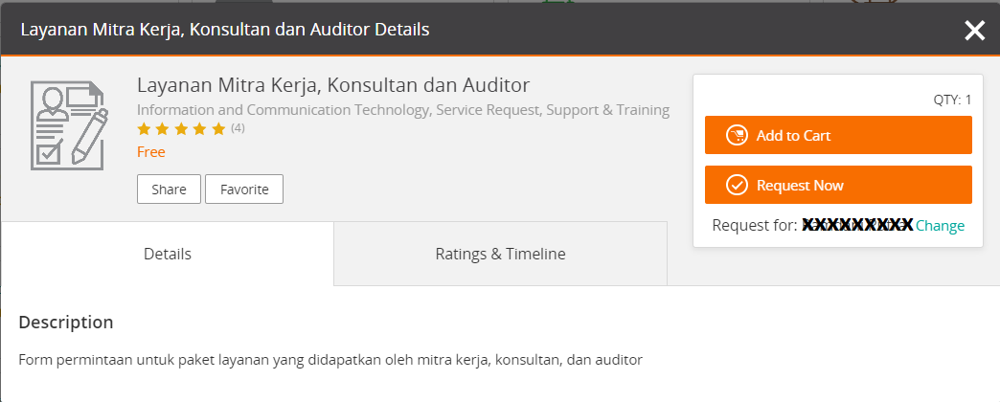 Layanan Mitra Kerja, Konsultan dan Auditor Details
Layanan Mitra Kerja, Konsultan dan Auditor
Information and Communication Technology, Service Request, Support & Training
(4)
Free
Share
Favorite
QTY: 1
Add to Cart
Request Now
Request for: XXXXXXXXX Change
Details
Ratings & Timeline
Description
Form permintaan untuk paket layanan yang didapatkan oleh mitra kerja, konsultan, dan auditor